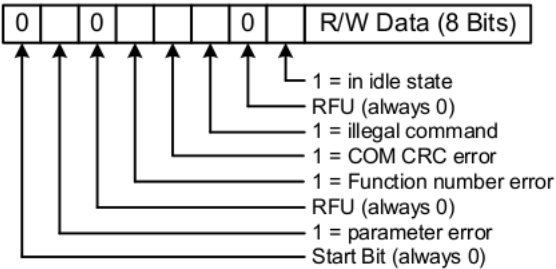 0 0 0 R/W Data (8 Bits)
1 = in idle state
RFU (always 0)
1 = illegal command
1 = COM CRC error
1 = Function number error
RFU (always 0)
1 = parameter error
Start Bit (always 0)